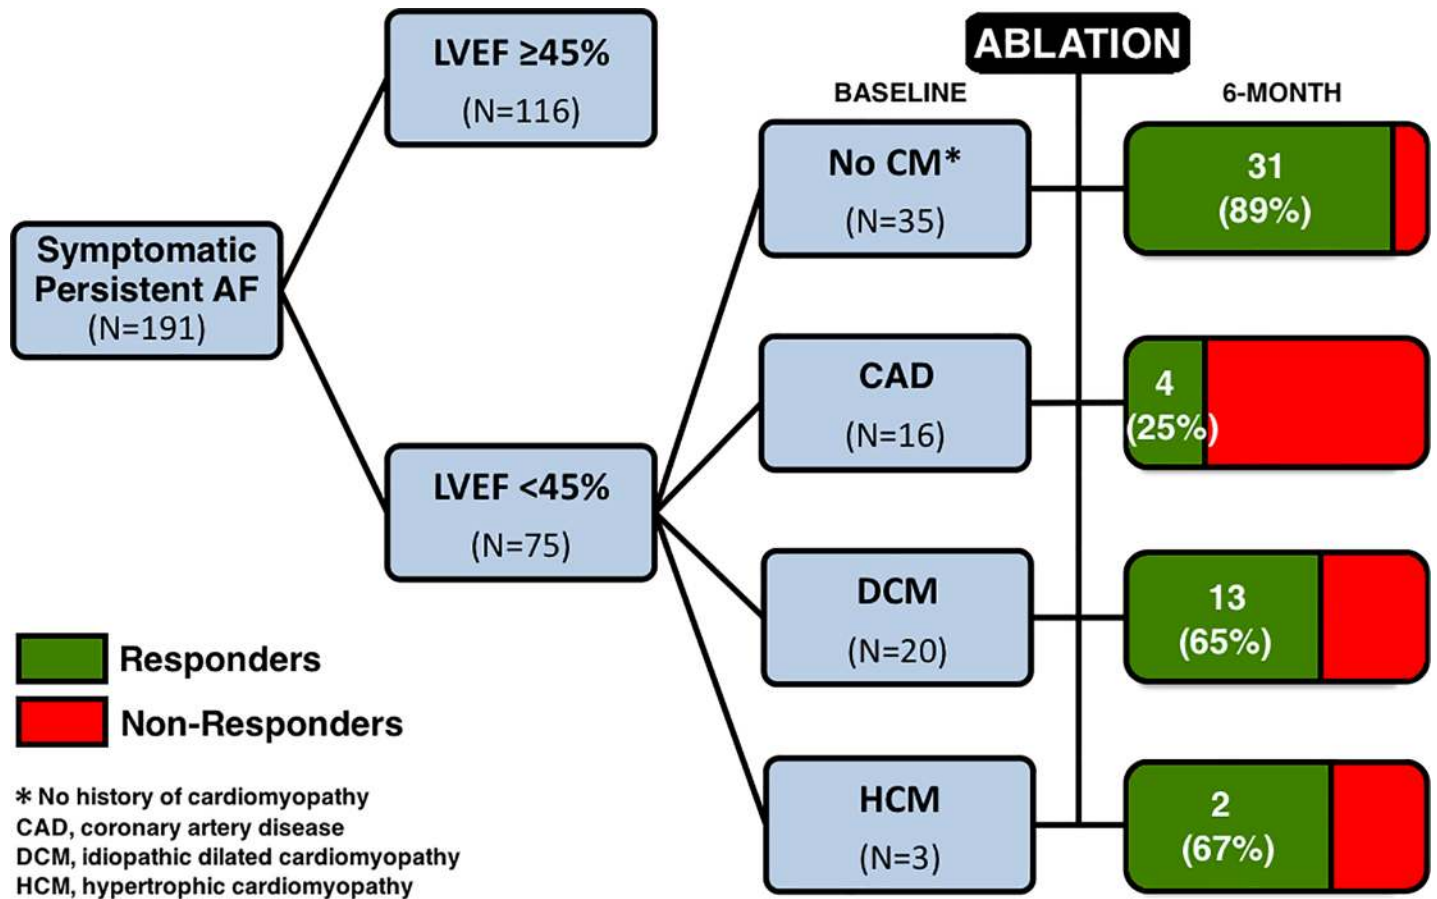 LVEF ≥45%
(N=116)
Symptomatic
Persistent AF
(N=191)
LVEF <45%
(N=75)
ABLATION
BASELINE
6-MONTH
No CM*
(N=35)
31
(89%)
CAD
(N=16)
4
(25%)
DCM
(N=20)
13
(65%)
HCM
(N=3)
2
(67%)
Responders
Non-Responders
* No history of cardiomyopathy
CAD, coronary artery disease
DCM, idiopathic dilated cardiomyopathy
HCM, hypertrophic cardiomyopathy